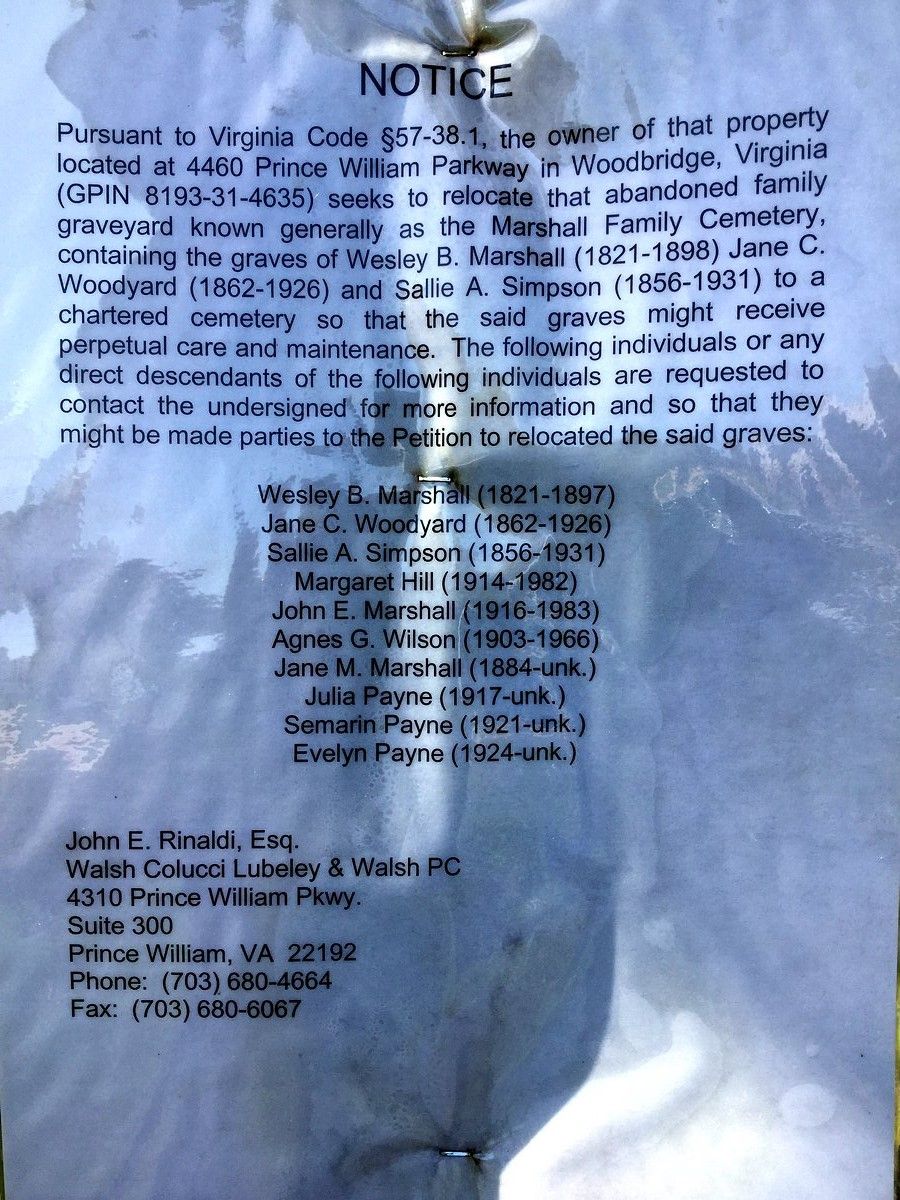 NOTICE
Pursuant to Virginia Code §57-38.1, the owner of that property
located at 4460 Prince William Parkway in Woodbridge, Virginia
(GPIN 8193-31-4635) seeks to relocate that abandoned family
graveyard known generally as the Marshall Family Cemetery,
containing the graves of Wesley B. Marshall (1821-1898) Jane C.
Woodyard (1862-1926) and Sallie A. Simpson (1856-1931) to a
chartered cemetery so that the said graves might receive
perpetual care and maintenance. The following individuals or any
direct descendants of the following individuals are requested to
contact the undersigned for more information and so that they
might be made parties to the Petition to relocated the said graves:
Wesley B. Marshall (1821-1897)
Jane C. Woodyard (1862-1926)
Sallie A. Simpson (1856-1931)
Margaret Hill (1914-1982)
John E. Marshall (1916-1983)
Agnes G. Wilson (1903-1966)
Jane M. Marshall (1884-unk.)
Julia Payne (1917-unk.)
Semarin Payne (1921-unk.)
Evelyn Payne (1924-unk.)
John E. Rinaldi, Esq.
Walsh Colucci Lubeley & Walsh PC
4310 Prince William Pkwy.
Suite 300
Prince William, VA 22192
Phone: (703) 680-4664
Fax: (703) 680-6067